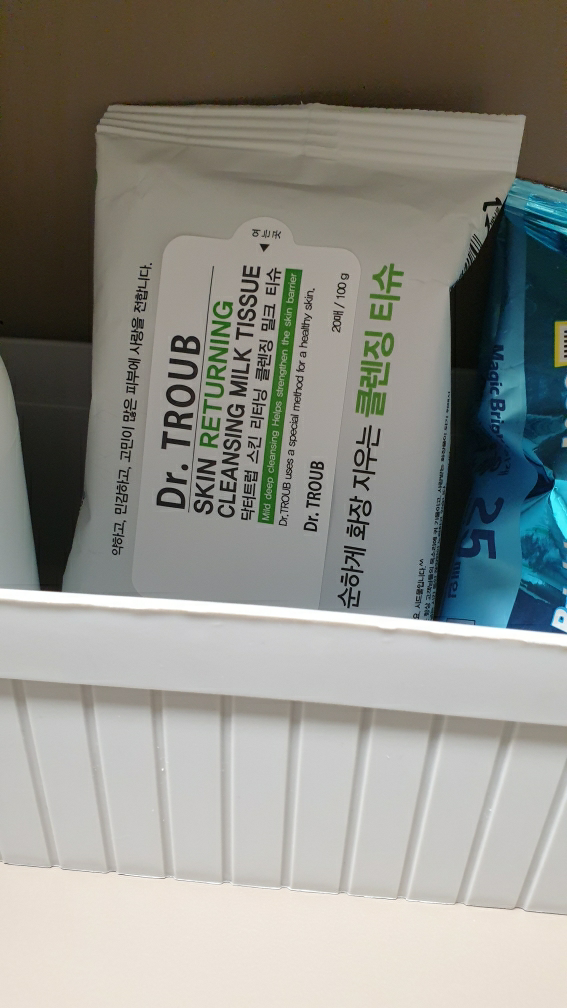 약하고, 민감하고, 고민이 많은 피부에 사랑을 전합니다.
여는곳
Dr. TROUB
SKIN RETURNING
CLEANSING MILK TISSUE
닥터트럽 스킨 리터닝 클렌징 밀크 티슈
Mild deep cleansing Helps strengthen the skin barrier
Dr.TROUB uses a special method for a healthy skin.
Dr. TROUB
20매 / 100 g
순하게 화장 지우는 클렌징 티슈
Magic
25